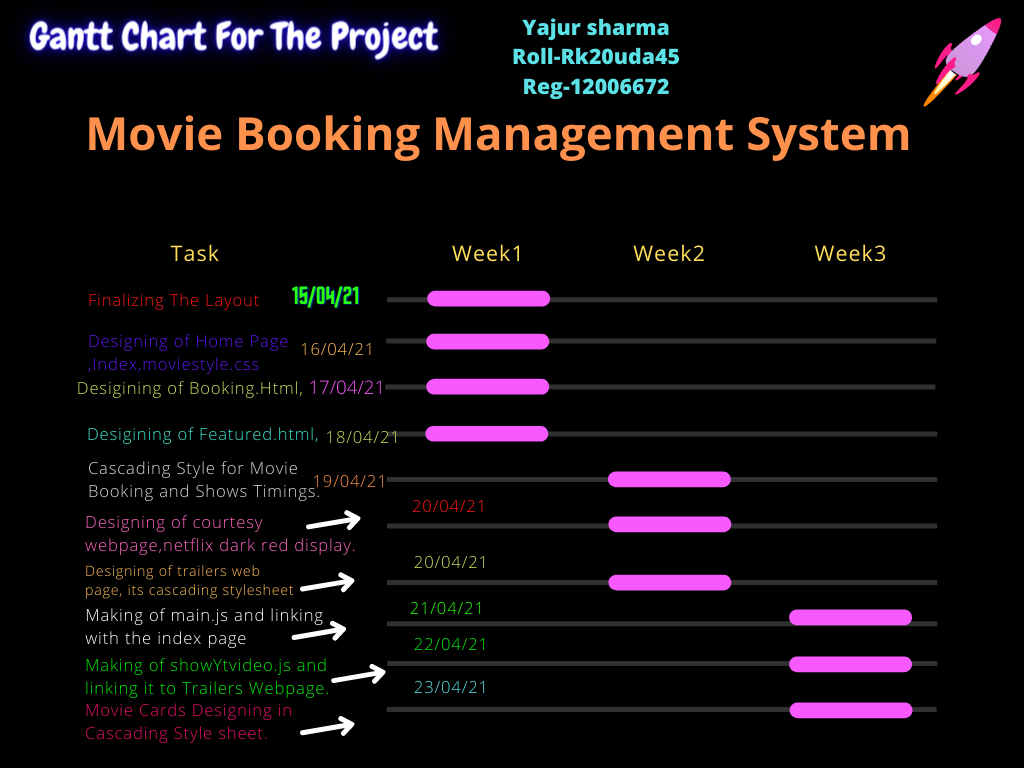 Gantt Chart For The Project
Yajur sharma
Roll-Rk20uda45
Reg-12006672
Movie Booking Management System
Task Week1 Week2 Week3
Finalizing The Layout 15/04/21
Designing of Home Page
,Index,moviestyle.css 16/04/21
Desigining of Booking.Html, 17/04/21
Desigining of Featured.html, 18/04/21
Cascading Style for Movie
Booking and Shows Timings. 19/04/21
Designing of courtesy
webpage,netflix dark red display. 20/04/21
Designing of trailers web
page, its cascading stylesheet 20/04/21
Making of main.js and linking
with the index page 21/04/21
Making of showYtvideo.js and
linking it to Trailers Webpage. 22/04/21
Movie Cards Designing in
Cascading Style sheet. 23/04/21